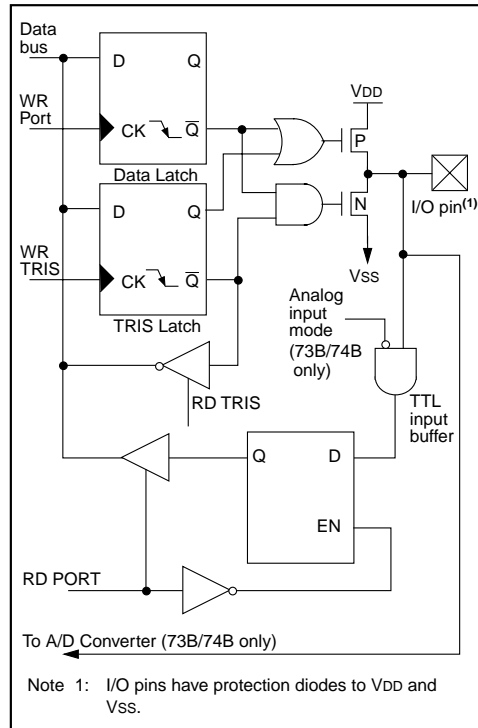 Data
bus
D
Q
WR
Port
CK
Q
VDD
P
Data Latch
I/O pin(1)
D
Q
N
WR
TRIS
CK
Q
VSS
TRIS Latch
Analog
input
mode
(73B/74B
only)
TTL
input
buffer
RD TRIS
Q
D
EN
RD PORT
To A/D Converter (73B/74B only)
Note 1: I/O pins have protection diodes to VDD and
VSS.